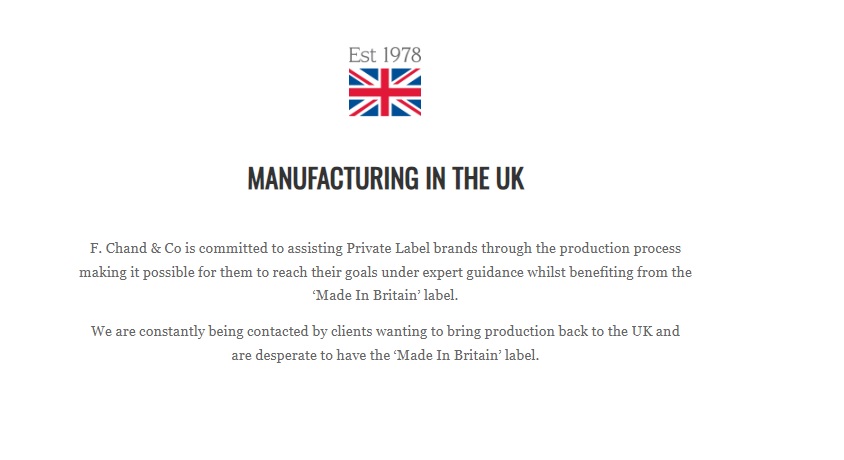 Est 1978
MANUFACTURING IN THE UK
F. Chand & Co is committed to assisting Private Label brands through the production process
making it possible for them to reach their goals under expert guidance whilst benefiting from the
‘Made In Britain’ label.
We are constantly being contacted by clients wanting to bring production back to the UK and
are desperate to have the ‘Made In Britain’ label.